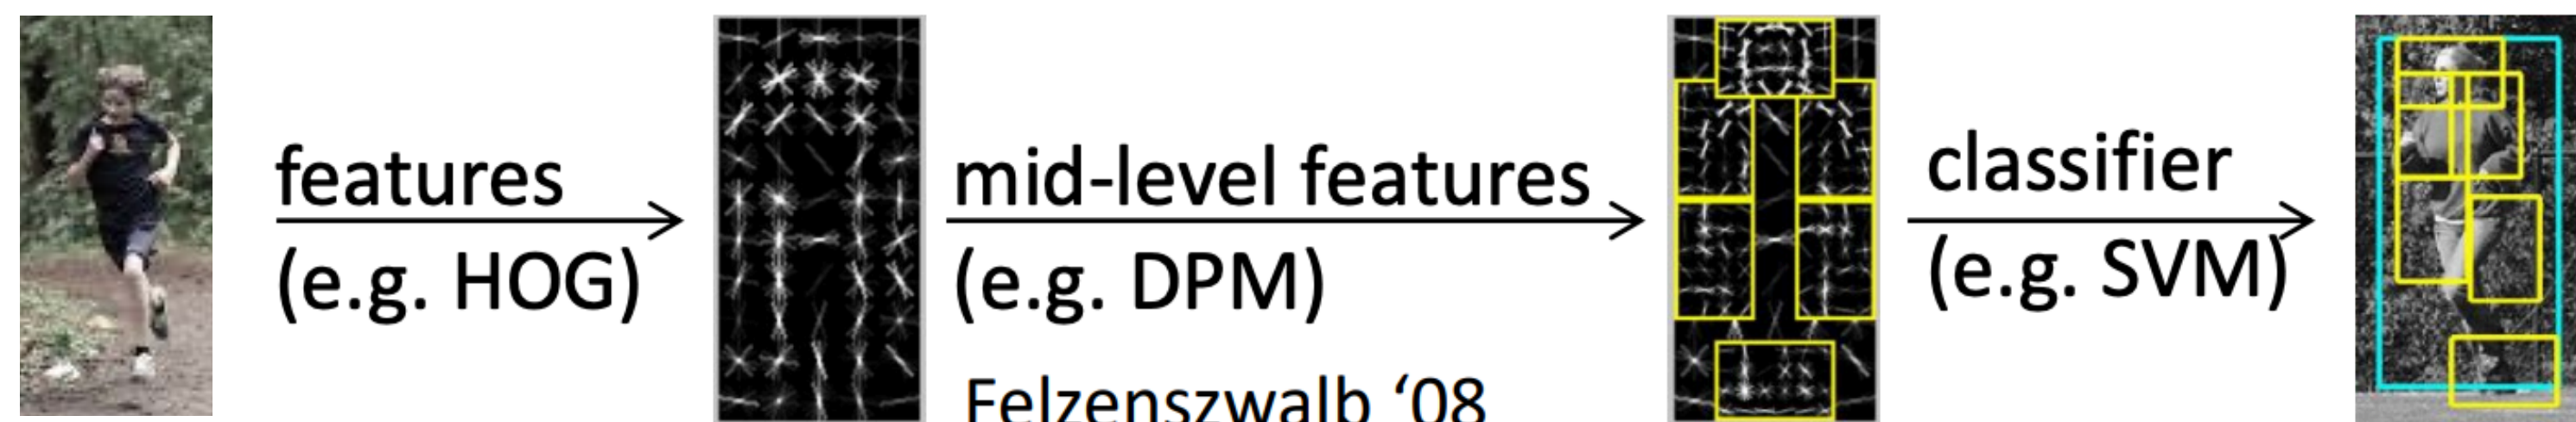 features
(e.g. HOG)
mid-level features
(e.g. DPM)
Felzenszwalb ‘08
classifier
(e.g. SVM)